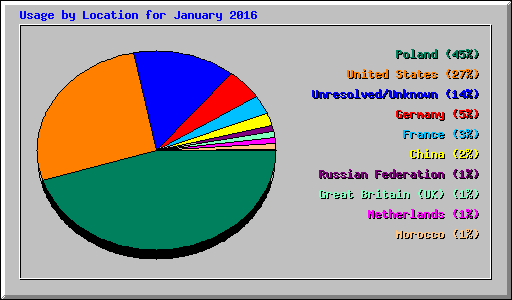 Usage by Location for January 2016
Poland (45%)
United States (27%)
Unresolved/Unknown (14%)
Germany (5%)
France (3%)
China (2%)
Russian Federation (1%)
Great Britain (UK) (1%)
Netherlands (1%)
Morocco (1%)